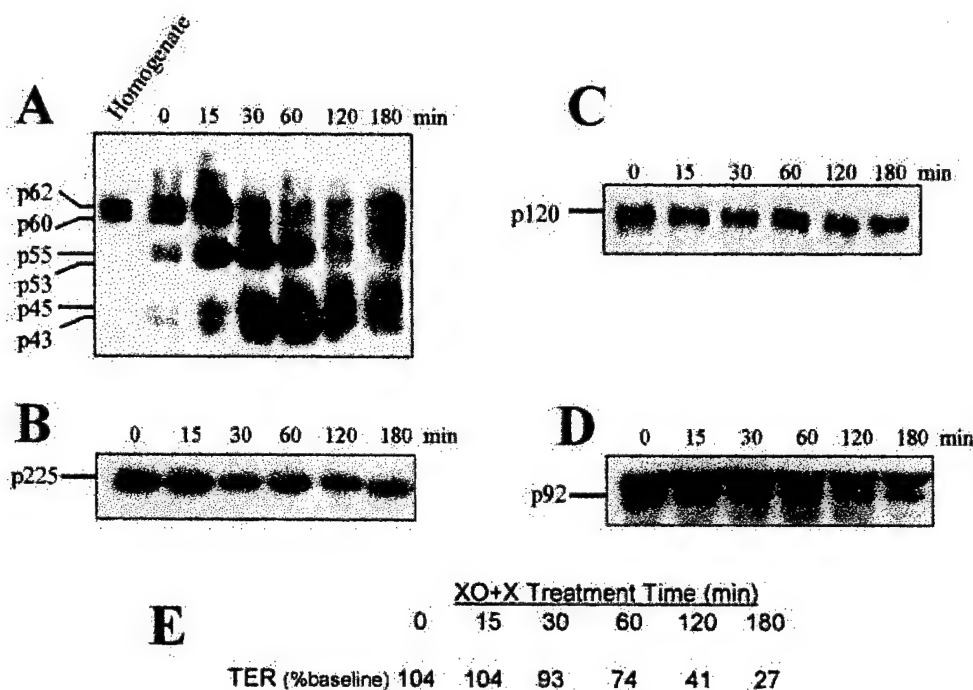 A
Homogenate 0 15 30 60 120 180 min
p62
p60
p55
p53
p45
p43
B
0 15 30 60 120 180 min
p225
C
0 15 30 60 120 180 min
p120
D
0 15 30 60 120 180 min
p92
E
XO+X Treatment Time (min)
0 15 30 60 120 180
TER (%baseline) 104 104 93 74 41 27